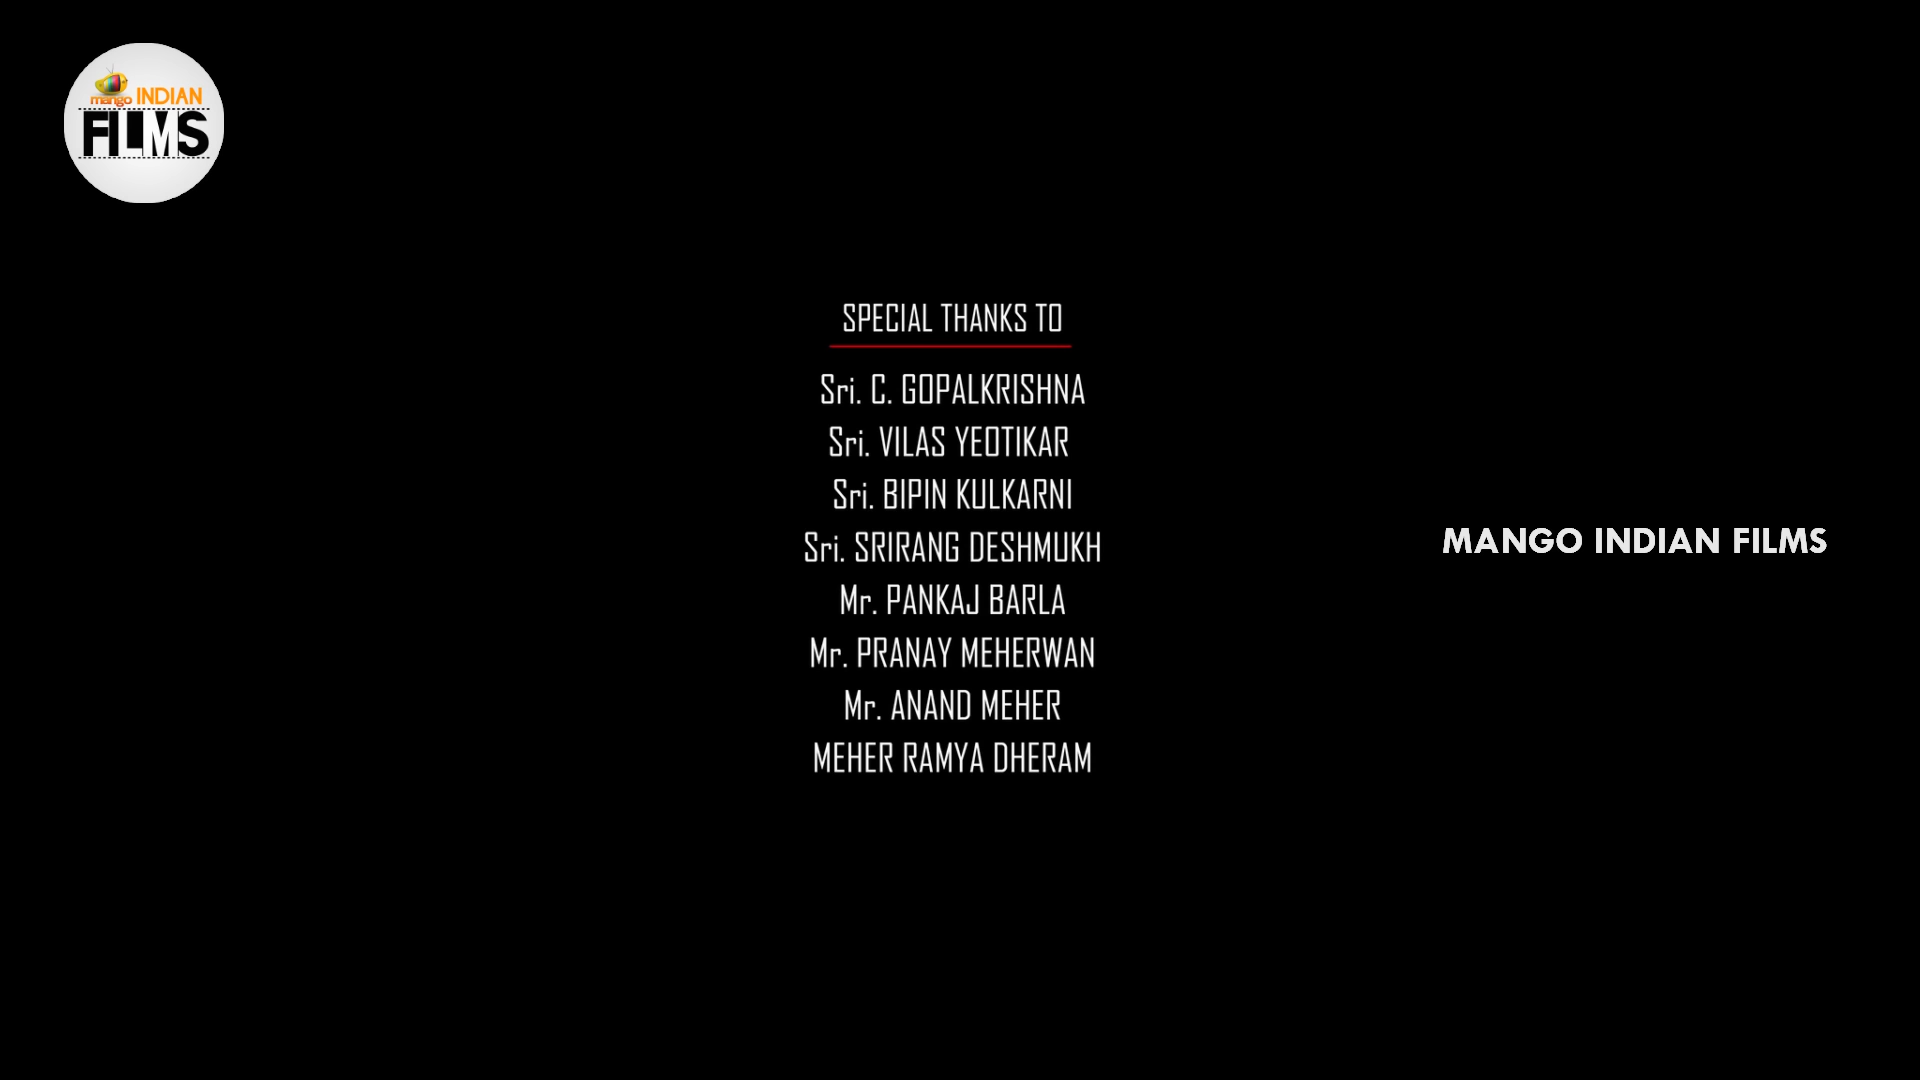 mango INDIAN
FILMS
SPECIAL THANKS TO
Sri. C. GOPALKRISHNA
Sri. VILAS YEOTIKAR
Sri. BIPIN KULKARNI
Sri. SRIRANG DESHMUKH
MANGO INDIAN FILMS
Mr. PANKAJ BARLA
Mr. PRANAY MEHERWAN
Mr. ANAND MEHER
MEHER RAMYA DHERAM